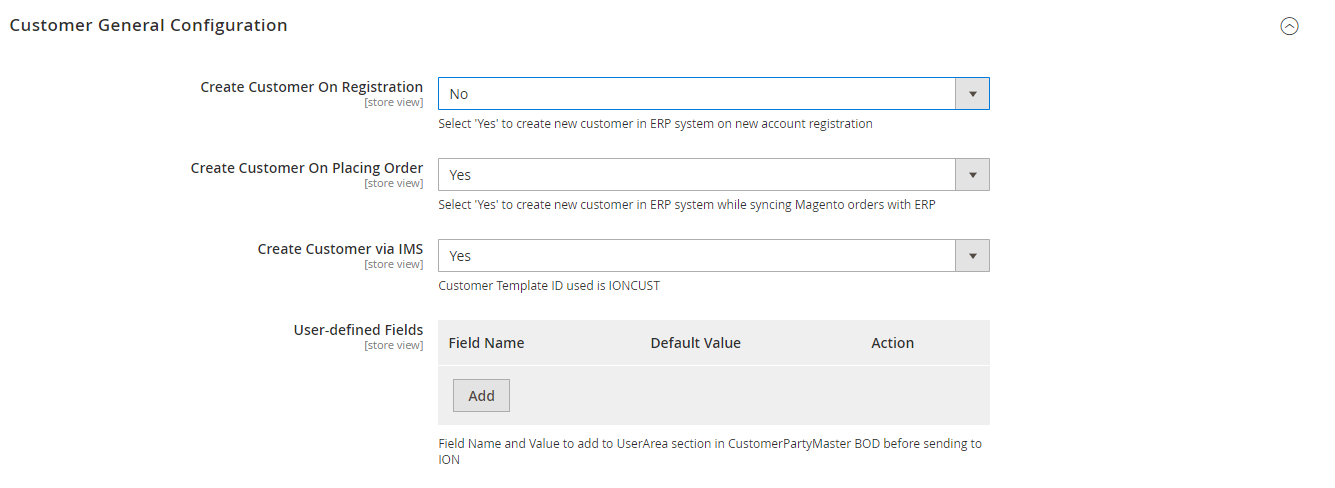 Customer General Configuration
Create Customer On Registration
[store view]
No
Select 'Yes' to create new customer in ERP system on new account registration
Create Customer On Placing Order
[store view]
Yes
Select 'Yes' to create new customer in ERP system while syncing Magento orders with ERP
Create Customer via IMS
[store view]
Yes
Customer Template ID used is IONCUST
User-defined Fields
[store view]
Field Name Default Value Action
Add
Field Name and Value to add to UserArea section in CustomerPartyMaster BOD before sending to
ION